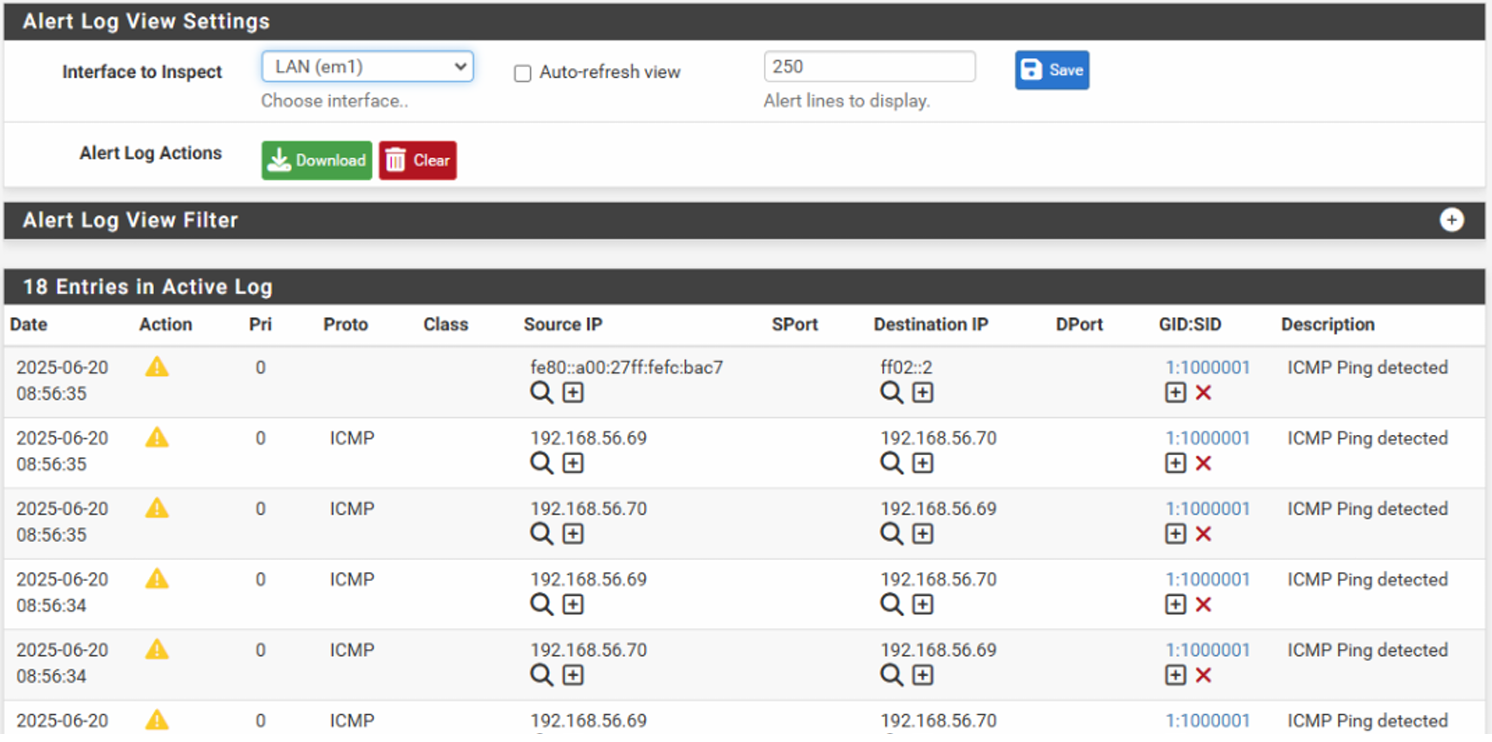 Alert Log View Settings
Interface to Inspect LAN (em1) Auto-refresh view 250 Save
Choose interface.. Alert lines to display.
Alert Log Actions Download Clear
Alert Log View Filter
18 Entries in Active Log
Date Action Pri Proto Class Source IP SPort Destination IP DPort GID:SID Description
2025-06-20 0 fe80::a00:27ff:fefc:bac7 ff02::2 1:1000001 ICMP Ping detected
08:56:35
2025-06-20 0 ICMP 192.168.56.69 192.168.56.70 1:1000001 ICMP Ping detected
08:56:35
2025-06-20 0 ICMP 192.168.56.70 192.168.56.69 1:1000001 ICMP Ping detected
08:56:35
2025-06-20 0 ICMP 192.168.56.69 192.168.56.70 1:1000001 ICMP Ping detected
08:56:34
2025-06-20 0 ICMP 192.168.56.70 192.168.56.69 1:1000001 ICMP Ping detected
08:56:34
2025-06-20 0 ICMP 192.168.56.69 192.168.56.70 1:1000001 ICMP Ping detected